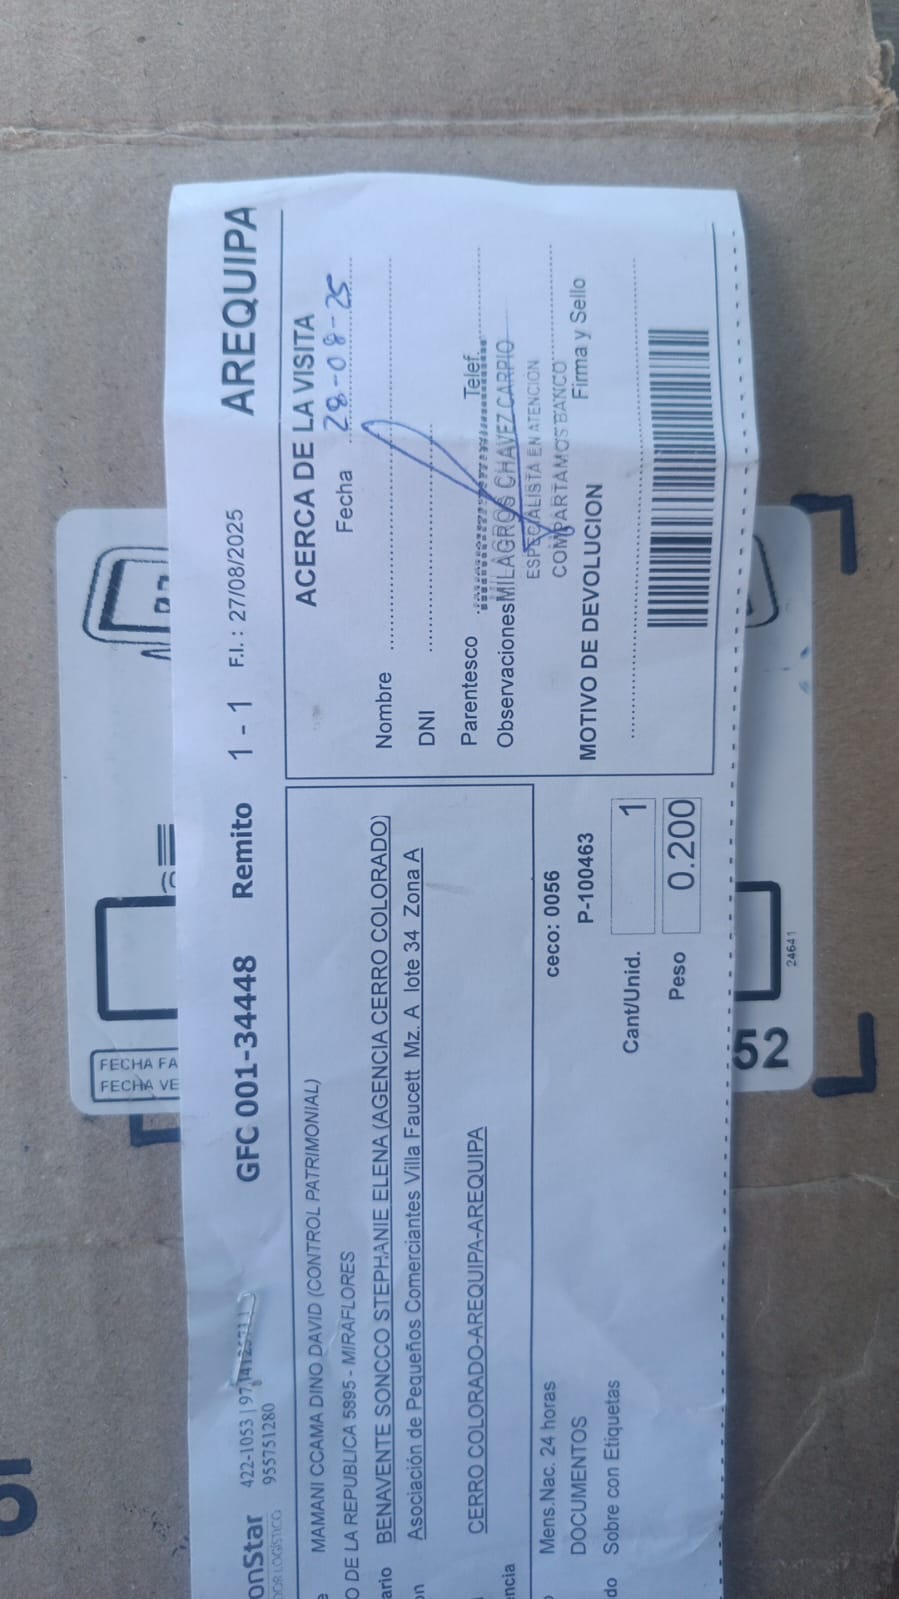 onStar 422-1053 | 97
955751280
GFC 001-34448 Remito 1 - 1 F.I.: 27/08/2025 AREQUIPA
MAMANI CCAMA DINO DAVID (CONTROL PATRIMONIAL)
O DE LA REPUBLICA 5895 - MIRAFLORES
ario BENAVENTE SONCCO STEPHANIE ELENA (AGENCIA CERRO COLORADO)
Asociación de Pequeños Comerciantes Villa Faucett Mz. A lote 34 Zona A
CERRO COLORADO-AREQUIPA-AREQUIPA
ncia
Mens.Nac. 24 horas
DOCUMENTOS
do Sobre con Etiquetas
ceco: 0056
P-100463
Cant/Unid. 1
Peso 0.200
ACERCA DE LA VISITA
Fecha 28-08-25
Nombre
DNI
Parentesco Telef.
Observaciones MILAGROS CHAVEZ CARPIO
ESPECIALISTA EN ATENCION
COMPARTAMOS BANCO
Firma y Sello
MOTIVO DE DEVOLUCION
FECHA FA
FECHA VE
52
24641